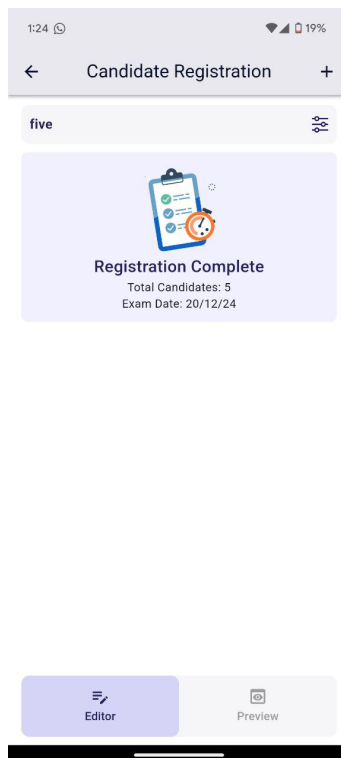 1:24 19%
Candidate Registration
five
Registration Complete
Total Candidates: 5
Exam Date: 20/12/24
Editor Preview